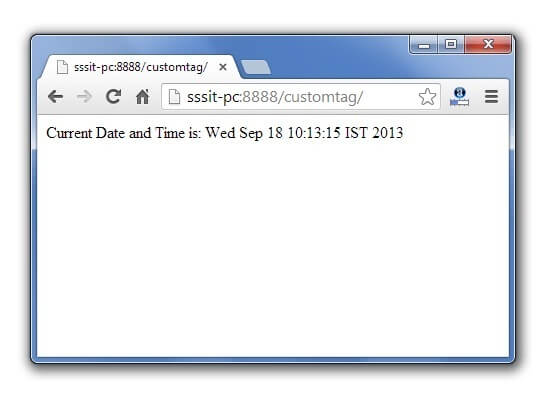 sssit-pc:8888/customtag/
sssit-pc:8888/customtag/
Current Date and Time is: Wed Sep 18 10:13:15 IST 2013